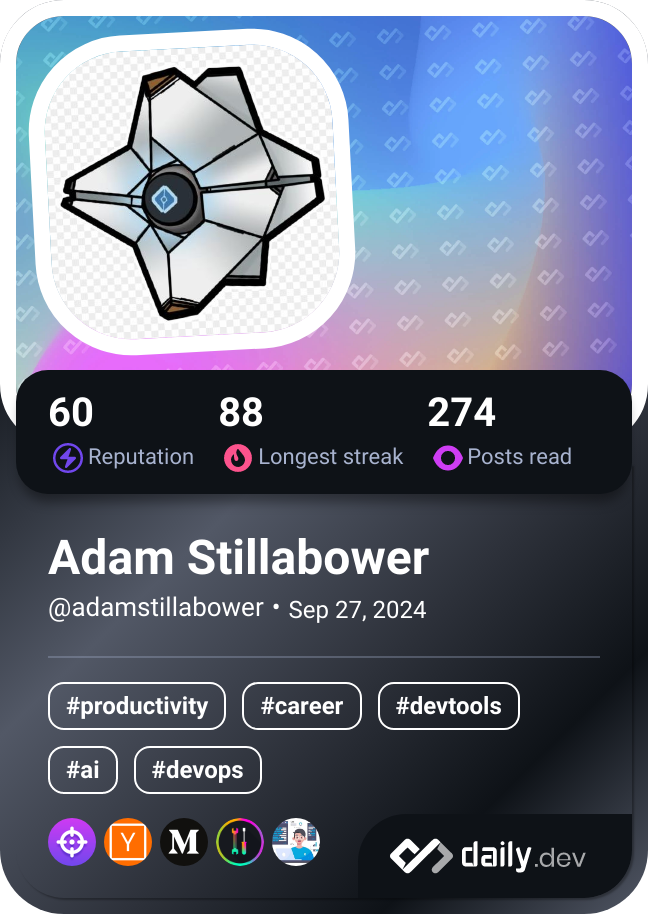 60 88 274
Reputation Longest streak Posts read
Adam Stillabower
@adamstillabower • Sep 27, 2024
#productivity #career #devtools
#ai #devops
Y M daily.dev